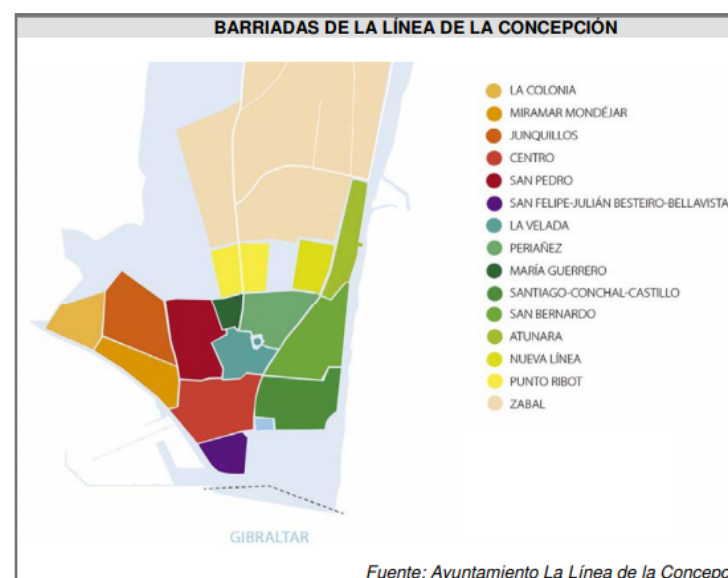 BARRIADAS DE LA LÍNEA DE LA CONCEPCIÓN
LA COLONIA
MIRAMAR MONDÉJAR
JUNQUILLOS
CENTRO
SAN PEDRO
SAN FELIPE-JULIÁN BESTEIRO-BELLAVISTA
LA VELADA
PERIAÑEZ
MARÍA GUERRERO
SANTIAGO-CONCHAL-CASTILLO
SAN BERNARDO
ATUNARA
NUEVA LÍNEA
PUNTO RIBOT
ZABAL
GIBRALTAR
Fuente: Ayuntamiento La Línea de la Concepc